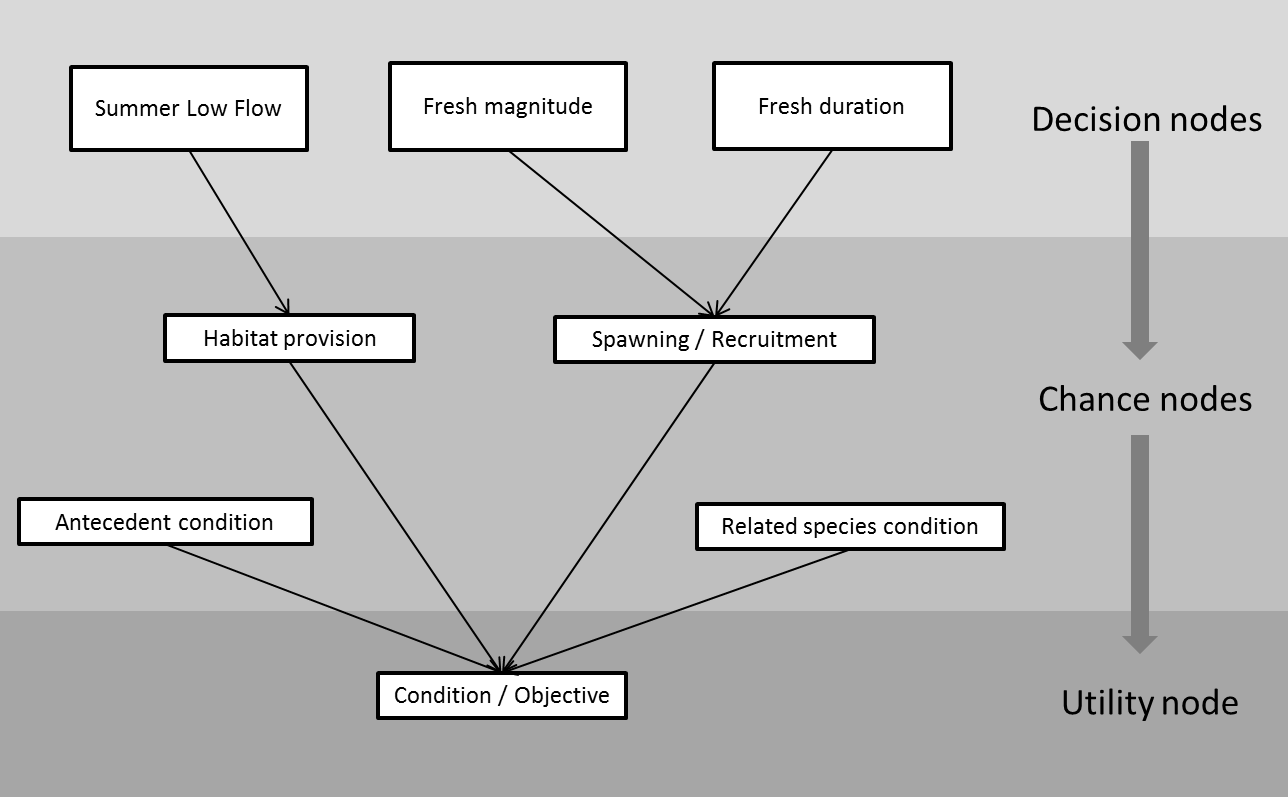 Summer Low Flow
Fresh magnitude
Fresh duration
Decision nodes
Habitat provision
Spawning / Recruitment
Chance nodes
Antecedent condition
Related species condition
Condition / Objective
Utility node